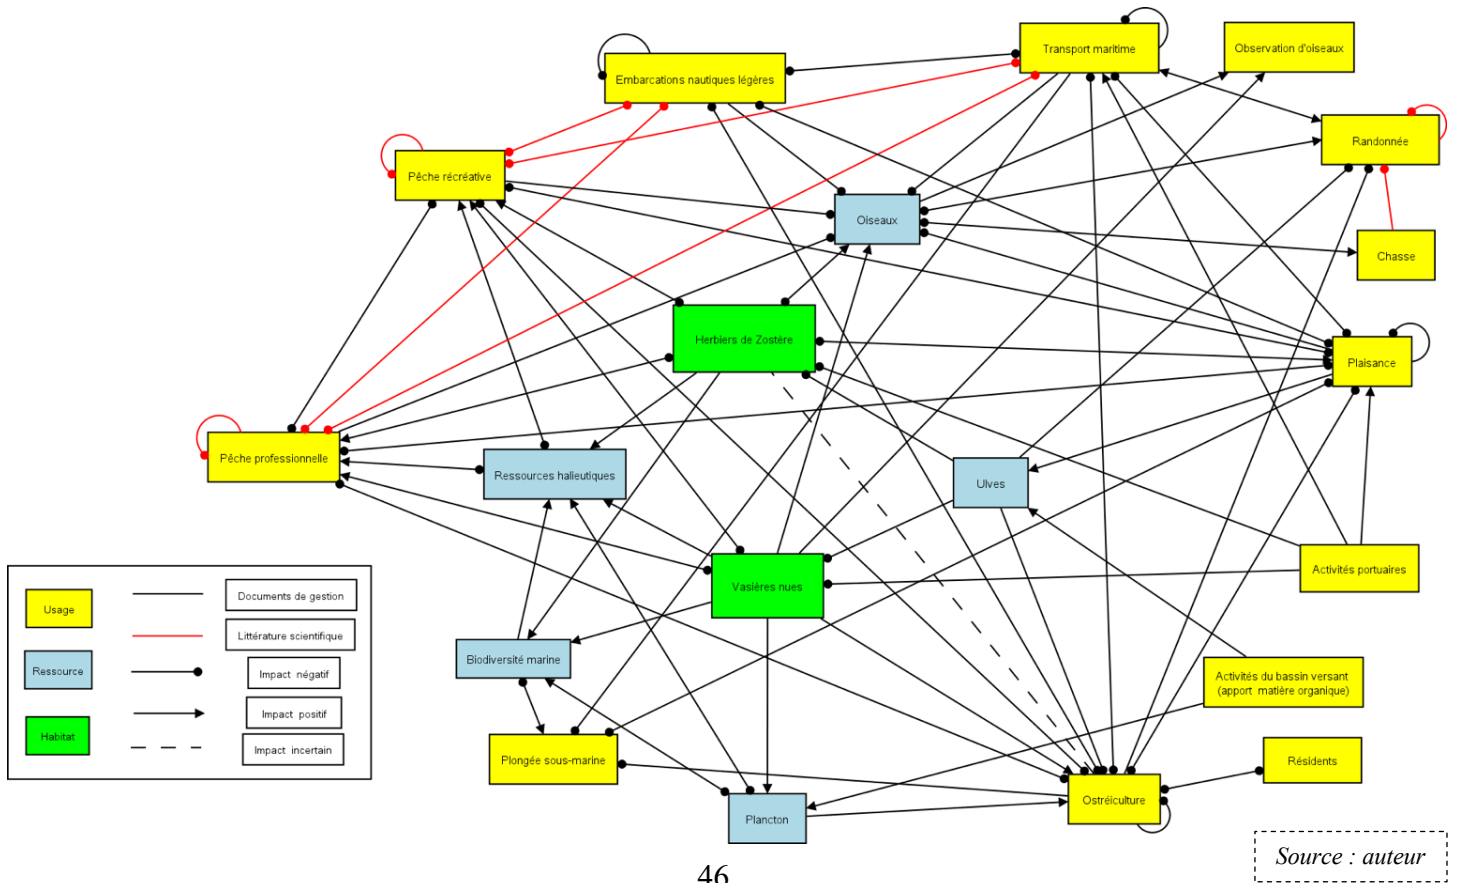 Transport maritime
Observation d'oiseaux
Embarcations nautiques légères
Randonnée
Pêche récréative
Oiseaux
Chasse
Herbiers de Zostère
Plaisance
Pêche professionnelle
Ressources halieutiques
Ulves
Vasières nues
Activités portuaires
Usage
Documents de gestion
Littérature scientifique
Ressource
Impact négatif
Impact positif
Habitat
Impact incertain
Biodiversité marine
Activités du bassin versant
(apport matière organique)
Plongée sous-marine
Résidents
Plancton
Ostréiculture
Source : auteur
46